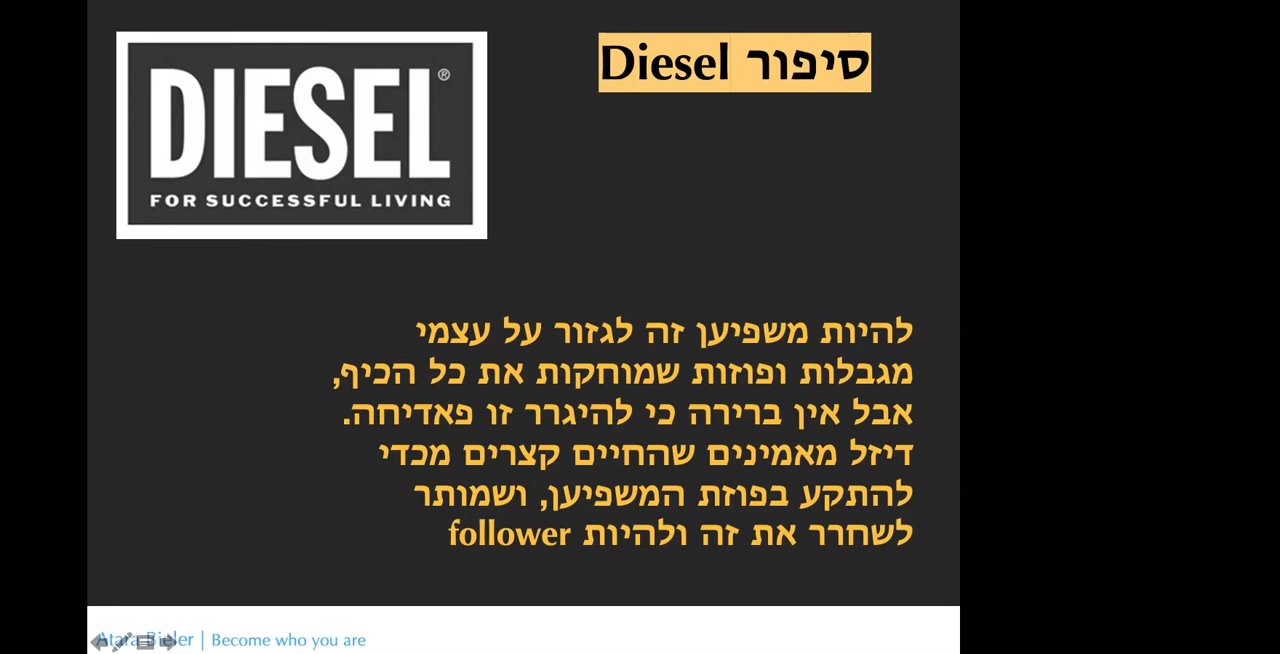 סיפור Diesel
DIESEL®
FOR SUCCESSFUL LIVING
להיות משפיען זה לגזור על עצמי
מגבלות ופוזות שמוחקות את כל הכיף,
אבל אין ברירה כי להיגרר זו פאדיחה.
דיזל מאמינים שהחיים קצרים מכדי
להתקע בפוזת המשפיען, ושמותר
לשחרר את זה ולהיות follower
Atara Bieler | Become who you are